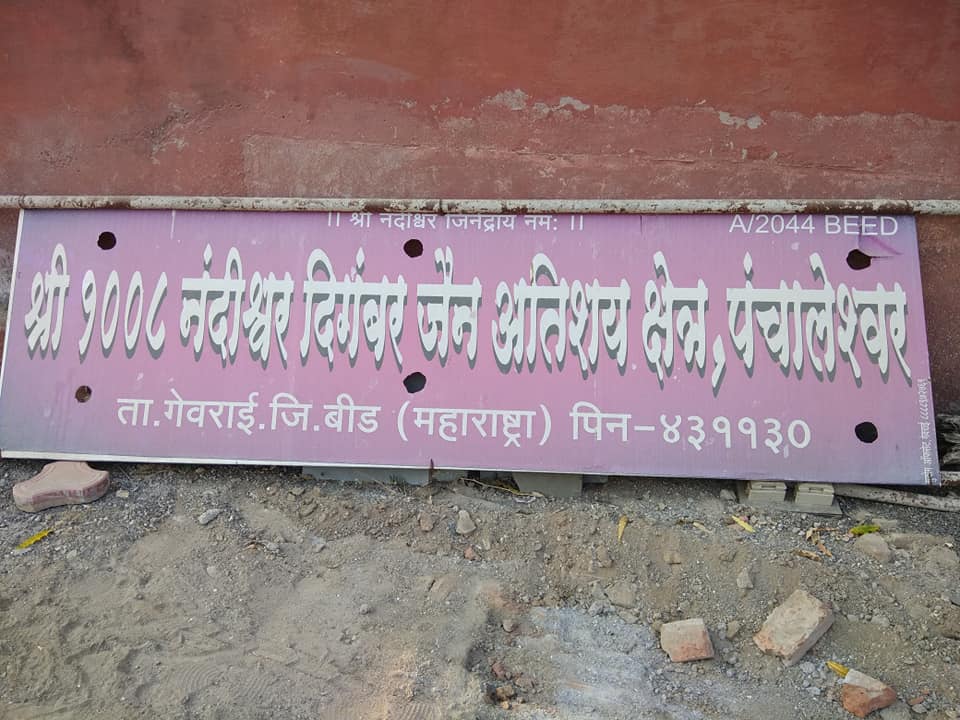 ।। श्री नंदीश्वर जिनेंद्राय नमः ।।
A/2044 BEED
श्री १००८ नंदीश्वर दिगंबर जैन अतिशय क्षेत्र, पंचालेश्वर
ता.गेवराई.जि.बीड (महाराष्ट्रा) पिन-४३११३०